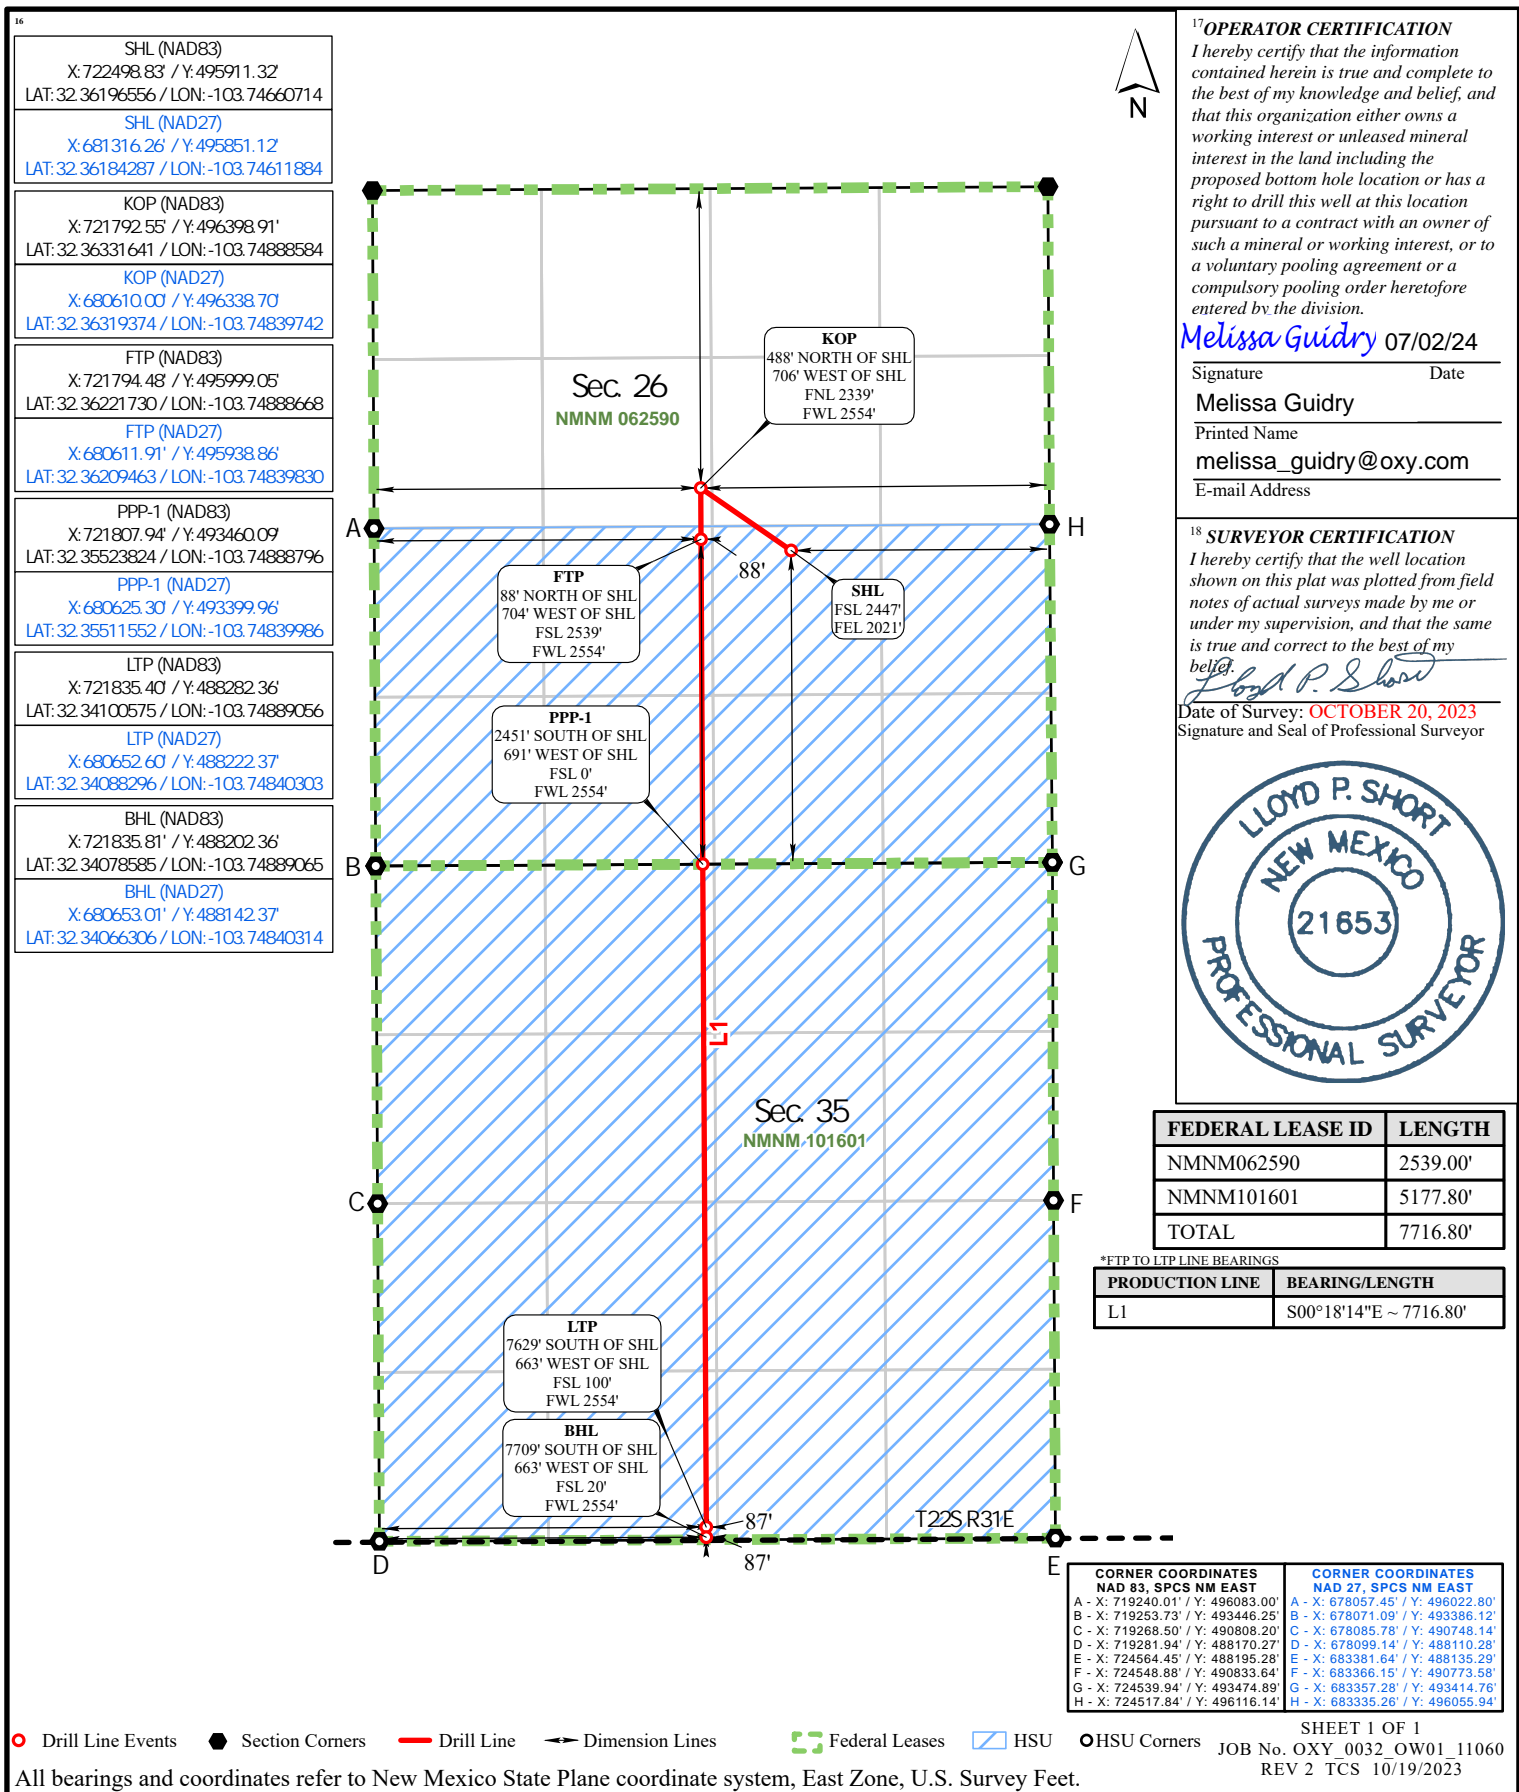 16
SHL (NAD83)
X:722498.83' / Y:495911.32'
LAT:32.36196556 / LON:-103.74660714
SHL (NAD27)
X:681316.26' / Y:495851.12'
LAT:32.36184287 / LON:-103.74611884
KOP (NAD83)
X:721792.55' / Y:496398.91'
LAT:32.36331641 / LON:-103.74888584
KOP (NAD27)
X:680610.00' / Y:496338.70'
LAT:32.36319374 / LON:-103.74839742
FTP (NAD83)
X:721794.48' / Y:495999.05'
LAT:32.36221730 / LON:-103.74888668
FTP (NAD27)
X:680611.91' / Y:495938.86'
LAT:32.36209463 / LON:-103.74839830
PPP-1 (NAD83)
X:721807.94' / Y:493460.09'
LAT:32.35523824 / LON:-103.74888796
PPP-1 (NAD27)
X:680625.30' / Y:493399.96'
LAT:32.35511552 / LON:-103.74839986
LTP (NAD83)
X:721835.40' / Y:488282.36'
LAT:32.34100575 / LON:-103.74889056
LTP (NAD27)
X:680652.60' / Y:488222.37'
LAT:32.34088296 / LON:-103.74840303
BHL (NAD83)
X:721835.81' / Y:488202.36'
LAT:32.34078585 / LON:-103.74889065
BHL (NAD27)
X:680653.01' / Y:488142.37'
LAT:32.34066306 / LON:-103.74840314
N
KOP
488' NORTH OF SHL
706' WEST OF SHL
FNL 2339'
FWL 2554'
Sec. 26
NMNM 062590
A
H
88'
FTP
88' NORTH OF SHL
704' WEST OF SHL
FSL 2539'
FWL 2554'
SHL
FSL 2447'
FEL 2021'
PPP-1
2451' SOUTH OF SHL
691' WEST OF SHL
FSL 0'
FWL 2554'
B
G
L1
Sec. 35
NMNM 101601
C
F
LTP
7629' SOUTH OF SHL
663' WEST OF SHL
FSL 100'
FWL 2554'
BHL
7709' SOUTH OF SHL
663' WEST OF SHL
FSL 20'
FWL 2554'
87'
T22S R31E
87'
D
E
17 OPERATOR CERTIFICATION
I hereby certify that the information
contained herein is true and complete to
the best of my knowledge and belief, and
that this organization either owns a
working interest or unleased mineral
interest in the land including the
proposed bottom hole location or has a
right to drill this well at this location
pursuant to a contract with an owner of
such a mineral or working interest, or to
a voluntary pooling agreement or a
compulsory pooling order heretofore
entered by the division.
Melissa Guidry 07/02/24
Signature Date
Melissa Guidry
Printed Name
melissa_guidry@oxy.com
E-mail Address
18 SURVEYOR CERTIFICATION
I hereby certify that the well location
shown on this plat was plotted from field
notes of actual surveys made by me or
under my supervision, and that the same
is true and correct to the best of my
belief.
Lloyd P. Short
Date of Survey: OCTOBER 20, 2023
Signature and Seal of Professional Surveyor
LLOYD P. SHORT
NEW MEXICO
21653
PROFESSIONAL SURVEYOR
FEDERAL LEASE ID LENGTH
NMNM062590 2539.00'
NMNM101601 5177.80'
TOTAL 7716.80'
*FTP TO LTP LINE BEARINGS
PRODUCTION LINE BEARING/LENGTH
L1 S00°18'14"E ~ 7716.80'
CORNER COORDINATES
NAD 83, SPCS NM EAST
A - X: 719240.01' / Y: 496083.00'
B - X: 719253.73' / Y: 493446.25'
C - X: 719268.50' / Y: 490808.20'
D - X: 719281.94' / Y: 488170.27'
E - X: 724564.45' / Y: 488195.28'
F - X: 724548.88' / Y: 490833.64'
G - X: 724539.94' / Y: 493474.89'
H - X: 724517.84' / Y: 496116.14'
CORNER COORDINATES
NAD 27, SPCS NM EAST
A - X: 678057.45' / Y: 496022.80'
B - X: 678071.09' / Y: 493386.12'
C - X: 678085.78' / Y: 490748.14'
D - X: 678099.14' / Y: 488110.28'
E - X: 683381.64' / Y: 488135.29'
F - X: 683366.15' / Y: 490773.58'
G - X: 683357.28' / Y: 493414.76'
H - X: 683335.26' / Y: 496055.94'
Drill Line Events Section Corners Drill Line Dimension Lines Federal Leases HSU HSU Corners
SHEET 1 OF 1
JOB No. OXY_0032_OW01_11060
REV 2 TCS 10/19/2023
All bearings and coordinates refer to New Mexico State Plane coordinate system, East Zone, U.S. Survey Feet.